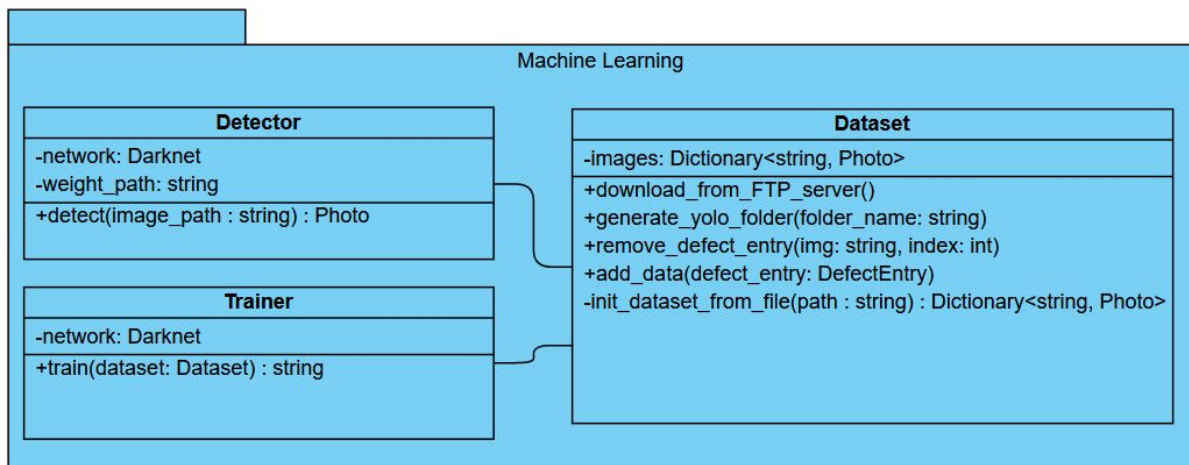 Machine Learning
Detector
-network: Darknet
-weight_path: string
+detect(image_path : string) : Photo
Trainer
-network: Darknet
+train(dataset: Dataset) : string
Dataset
-images: Dictionary<string, Photo>
+download_from_FTP_server()
+generate_yolo_folder(folder_name: string)
+remove_defect_entry(img: string, index: int)
+add_data(defect_entry: DefectEntry)
-init_dataset_from_file(path : string) : Dictionary<string, Photo>